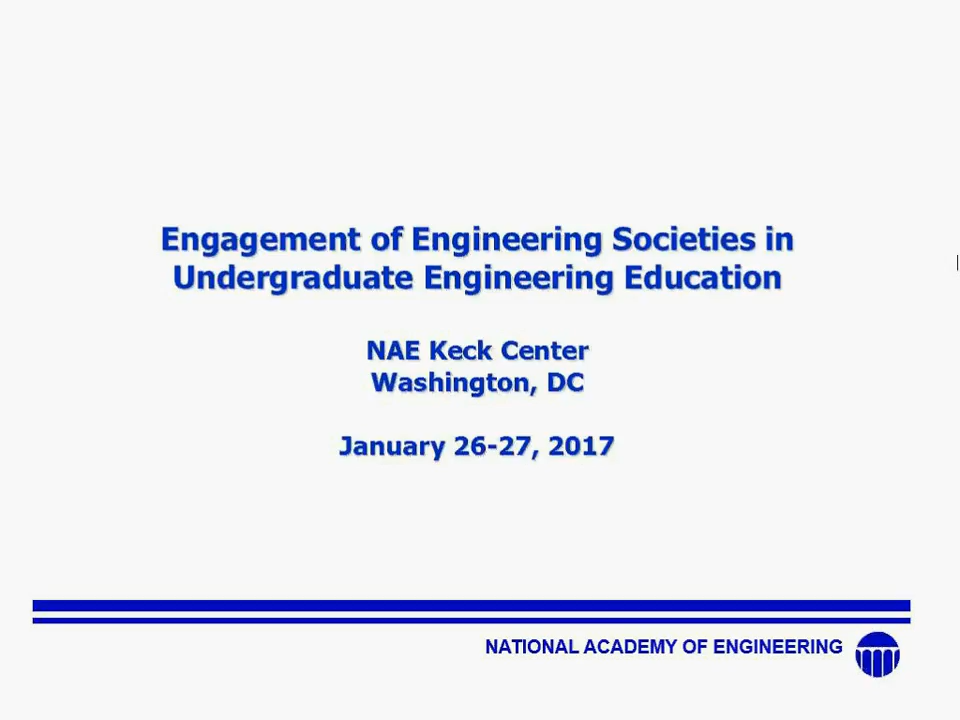 Engagement of Engineering Societies in
Undergraduate Engineering Education
NAE Keck Center
Washington, DC
January 26-27, 2017
NATIONAL ACADEMY OF ENGINEERING